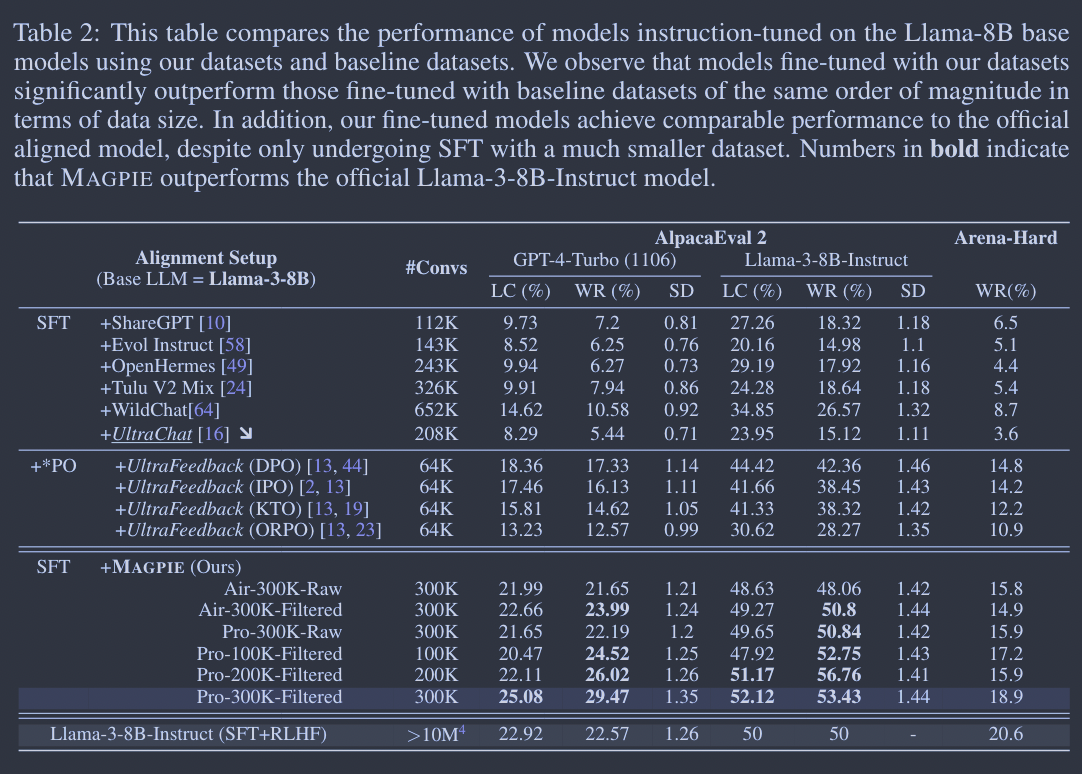 Table 2: This table compares the performance of models instruction-tuned on the Llama-8B base
models using our datasets and baseline datasets. We observe that models fine-tuned with our datasets
significantly outperform those fine-tuned with baseline datasets of the same order of magnitude in
terms of data size. In addition, our fine-tuned models achieve comparable performance to the official
aligned model, despite only undergoing SFT with a much smaller dataset. Numbers in bold indicate
that MAGPIE outperforms the official Llama-3-8B-Instruct model.
AlpacaEval 2 Arena-Hard
Alignment Setup #Convs GPT-4-Turbo (1106) Llama-3-8B-Instruct
(Base LLM = Llama-3-8B)
LC (%) WR (%) SD LC (%) WR (%) SD WR(%)
SFT +ShareGPT [10] 112K 9.73 7.2 0.81 27.26 18.32 1.18 6.5
+Evol Instruct [58] 143K 8.52 6.25 0.76 20.16 14.98 1.1 5.1
+OpenHermes [49] 243K 9.94 6.27 0.73 29.19 17.92 1.16 4.4
+Tulu V2 Mix [24] 326K 9.91 7.94 0.86 24.28 18.64 1.18 5.4
+WildChat[64] 652K 14.62 10.58 0.92 34.85 26.57 1.32 8.7
+UltraChat [16] ➘ 208K 8.29 5.44 0.71 23.95 15.12 1.11 3.6
+*PO +UltraFeedback (DPO) [13, 44] 64K 18.36 17.33 1.14 44.42 42.36 1.46 14.8
+UltraFeedback (IPO) [2, 13] 64K 17.46 16.13 1.11 41.66 38.45 1.43 14.2
+UltraFeedback (KTO) [13, 19] 64K 15.81 14.62 1.05 41.33 38.32 1.42 12.2
+UltraFeedback (ORPO) [13, 23] 64K 13.23 12.57 0.99 30.62 28.27 1.35 10.9
SFT +MAGPIE (Ours)
Air-300K-Raw 300K 21.99 21.65 1.21 48.63 48.06 1.42 15.8
Air-300K-Filtered 300K 22.66 23.99 1.24 49.27 50.8 1.44 14.9
Pro-300K-Raw 300K 21.65 22.19 1.2 49.65 50.84 1.42 15.9
Pro-100K-Filtered 100K 20.47 24.52 1.25 47.92 52.75 1.43 17.2
Pro-200K-Filtered 200K 22.11 26.02 1.26 51.17 56.76 1.41 15.9
Pro-300K-Filtered 300K 25.08 29.47 1.35 52.12 53.43 1.44 18.9
Llama-3-8B-Instruct (SFT+RLHF) >10M⁴ 22.92 22.57 1.26 50 50 - 20.6